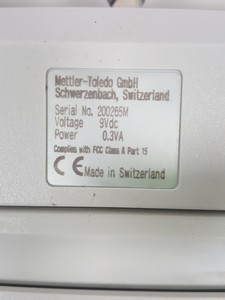 Mettler-Toledo GmbH
Schwerzenbach, Switzerland
Serial No. 200265M
Voltage 9Vdc
Power 0.3VA
Complies with FCC Class A Part 15
CE Made in Switzerland